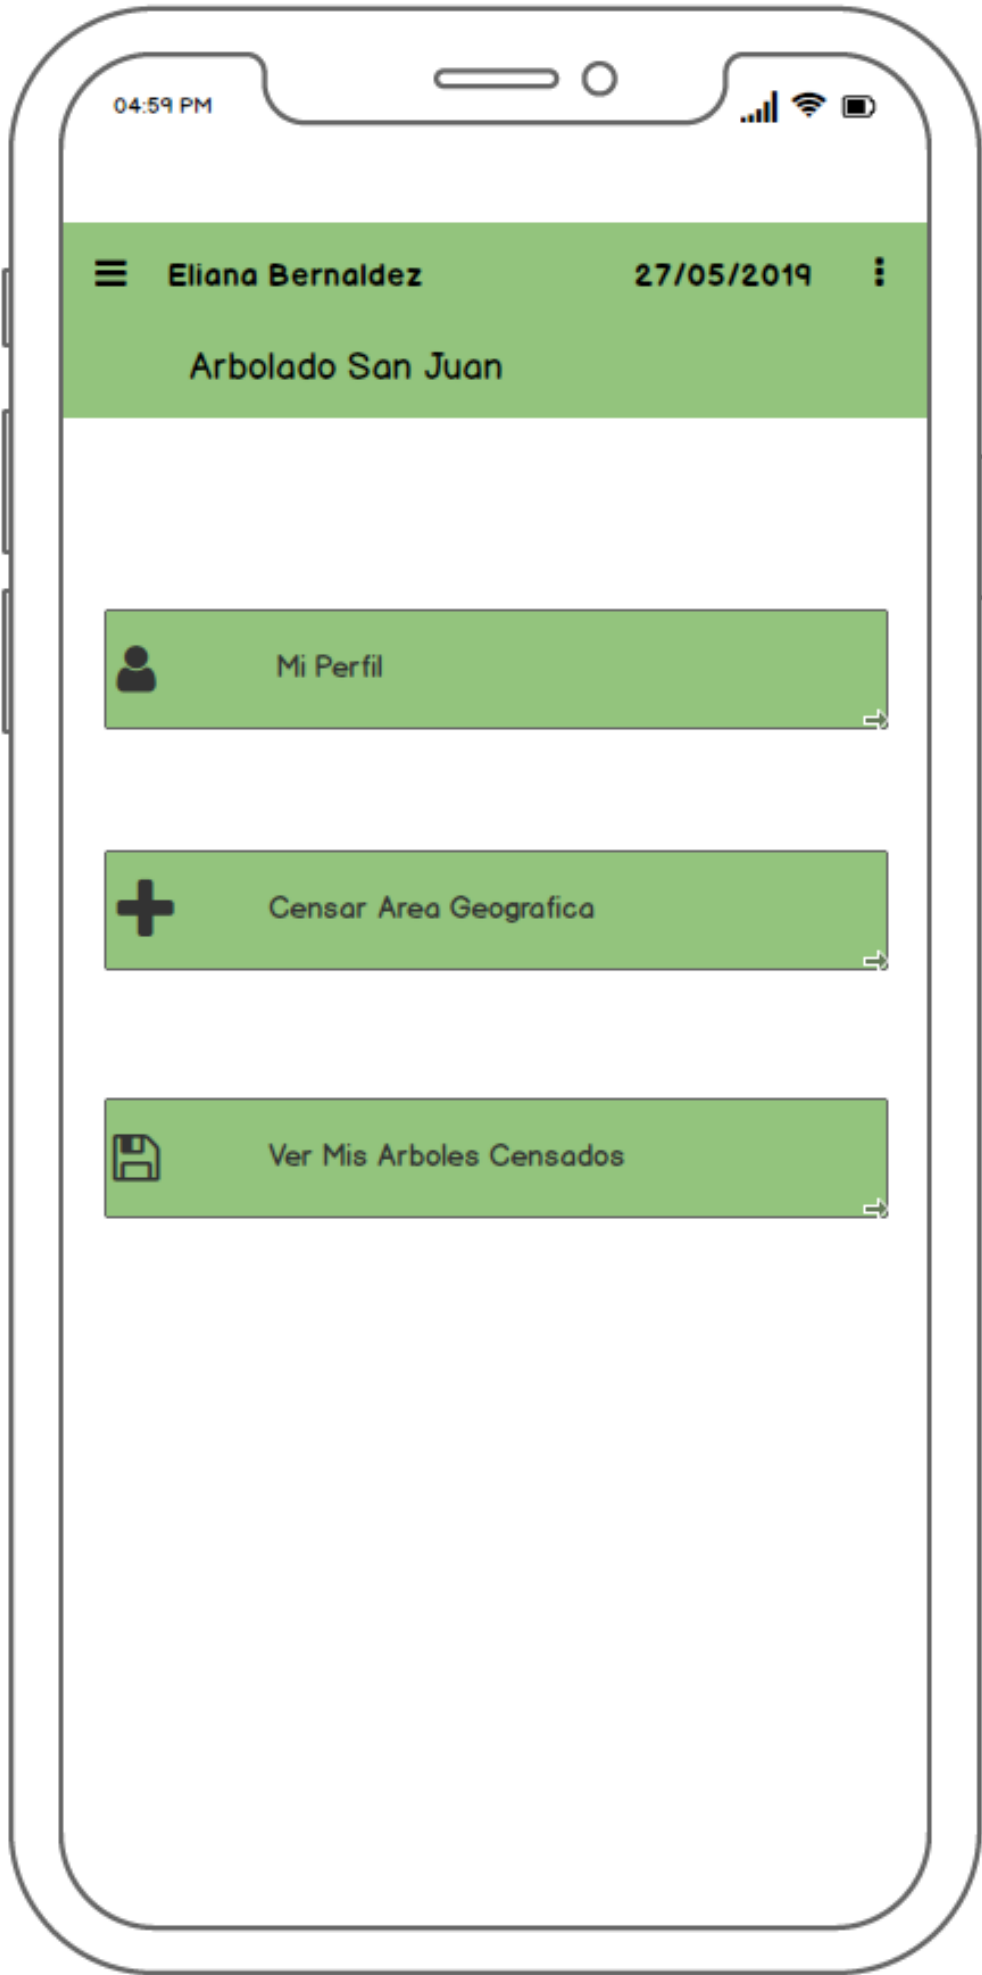 04:59 PM
Eliana Bernaldez 27/05/2019
Arbolado San Juan
Mi Perfil
Censar Area Geografica
Ver Mis Arboles Censados